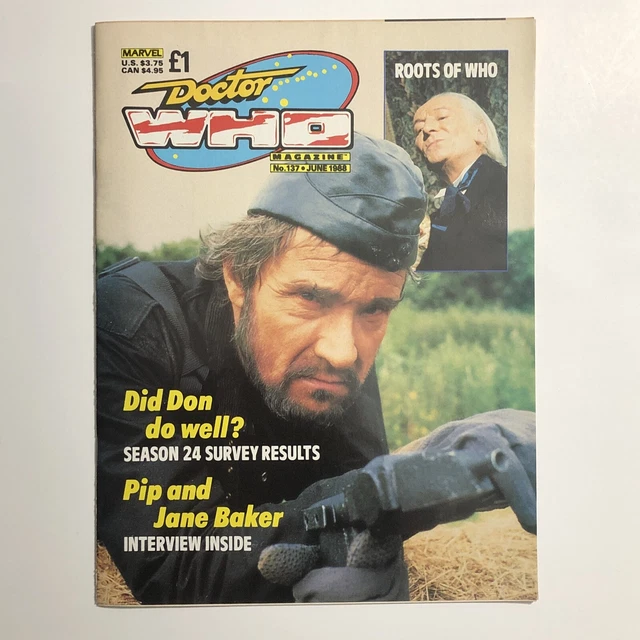 MARVEL
U.S. $3.75
CAN $4.95
£1
Doctor
WHO
MAGAZINE
No.137 • JUNE 1988
ROOTS OF WHO
Did Don
do well?
SEASON 24 SURVEY RESULTS
Pip and
Jane Baker
INTERVIEW INSIDE